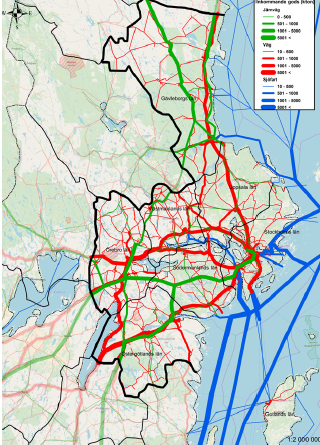 Inkommande gods (kton)
Järnväg
0 - 500
501 - 1000
1001 - 5000
5001 <
Väg
10 - 500
501 - 1000
1001 - 5000
5001 <
Sjöfart
10 - 500
501 - 1000
1001 - 5000
5001 <
N
Gävleborgs län
Uppsala län
Västmanlands län
Stockholms län
Örebro län
Södermanlands län
Östergötlands län
Gotlands län
1:2 000 000